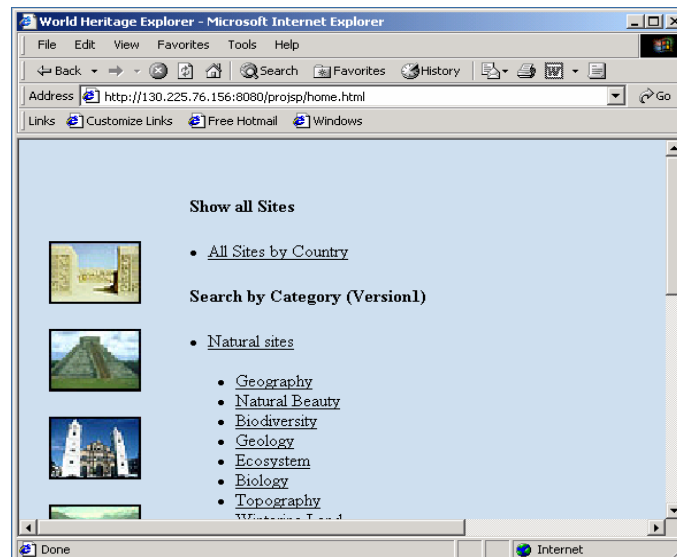 World Heritage Explorer - Microsoft Internet Explorer
File Edit View Favorites Tools Help
Back Search Favorites History
Address http://130.225.76.156:8080/projsp/home.html Go
Links Customize Links Free Hotmail Windows
Show all Sites
All Sites by Country
Search by Category (Version1)
Natural sites
Geography
Natural Beauty
Biodiversity
Geology
Ecosystem
Biology
Topography
Wintering Land
Done Internet